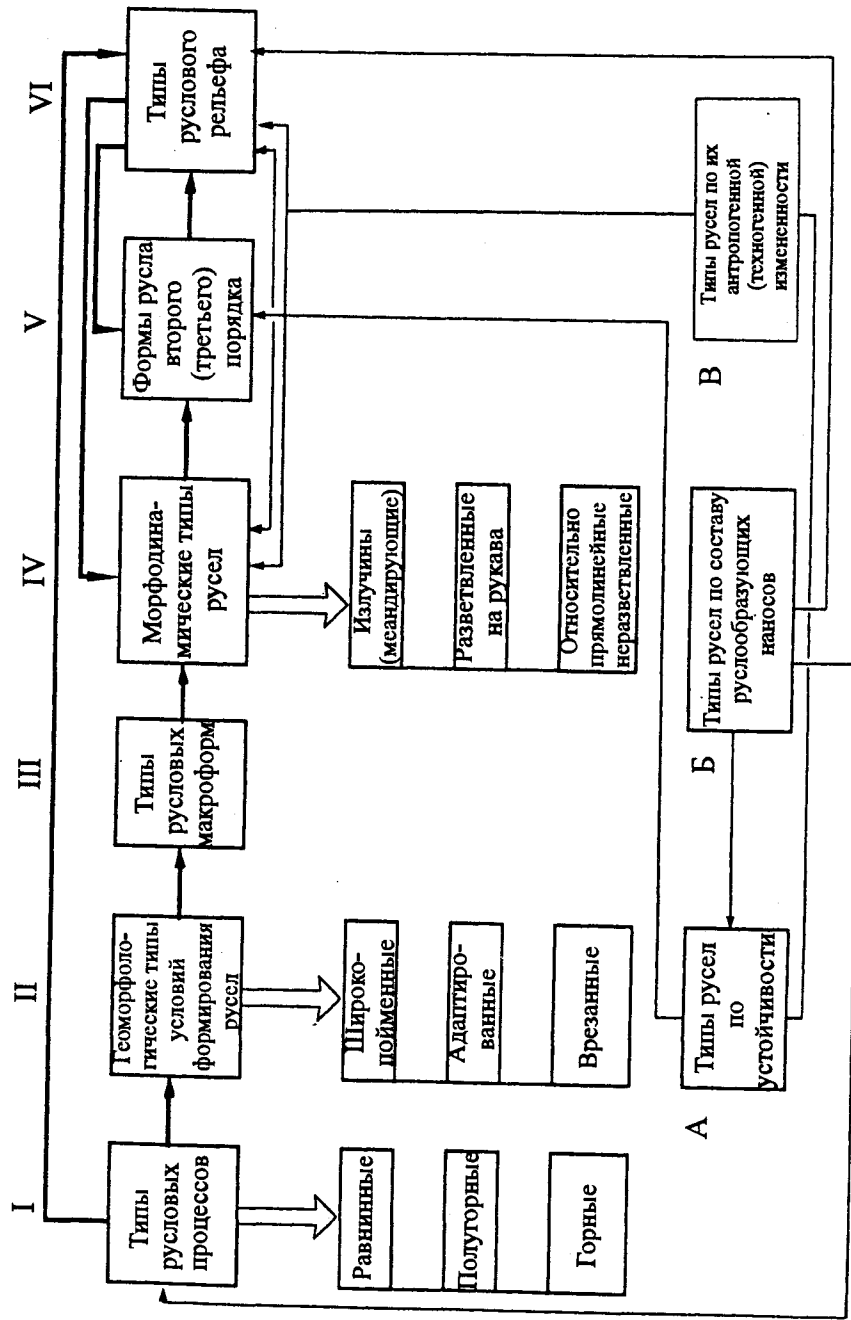 I
II
III
IV
V
VI
Типы
русловых
процессов
Геоморфоло-
гические типы
условий
формирования
русел
Типы
русловых
макроформ
Морфодина-
мические типы
русел
Формы русла
второго
(третьего)
порядка
Типы
руслового
рельефа
Равнинные
Полугорные
Горные
Широко-
пойменные
Адаптиро-
ванные
Врезанные
Излучины
(меандрирующие)
Разветвленные
на рукава
Относительно
прямолинейные
неразветвленные
А
Типы русел
по
устойчивости
Б
Типы русел по составу
руслообразующих
наносов
В
Типы русел по их
антропогенной
(техногенной)
измененности